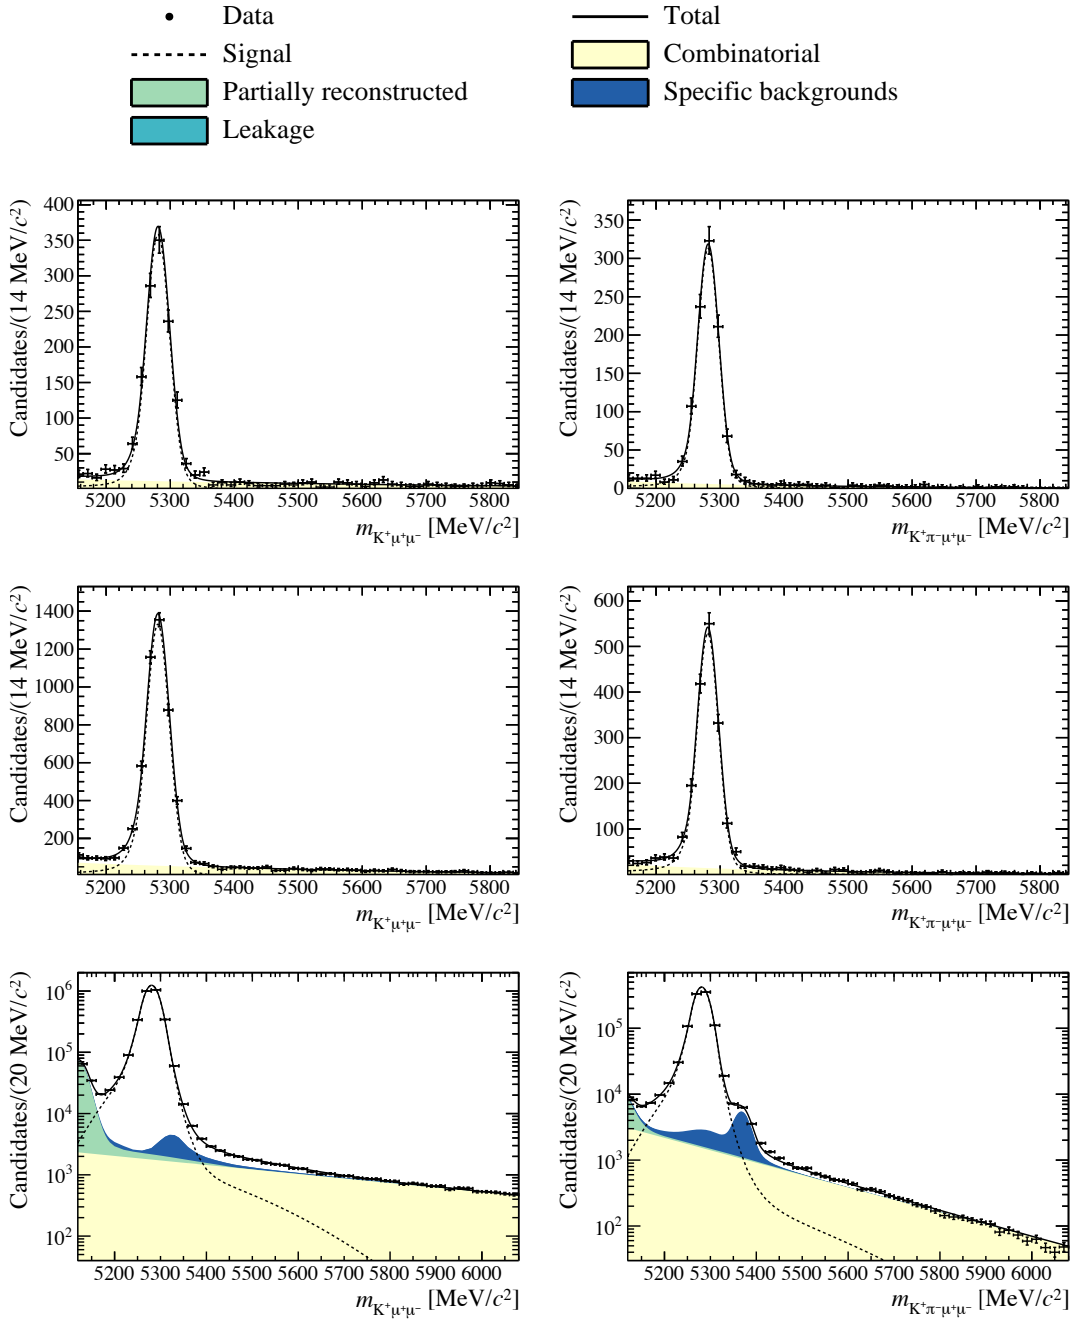 Data
Total
Signal
Combinatorial
Partially reconstructed
Specific backgrounds
Leakage
Candidates/(14 MeV/c²)
400
350
300
250
200
150
100
50
5200 5300 5400 5500 5600 5700 5800
m_K⁺μ⁺μ⁻ [MeV/c²]
Candidates/(14 MeV/c²)
350
300
250
200
150
100
50
0
5200 5300 5400 5500 5600 5700 5800
m_K⁺π⁻μ⁺μ⁻ [MeV/c²]
Candidates/(14 MeV/c²)
1400
1200
1000
800
600
400
200
5200 5300 5400 5500 5600 5700 5800
m_K⁺μ⁺μ⁻ [MeV/c²]
Candidates/(14 MeV/c²)
600
500
400
300
200
100
5200 5300 5400 5500 5600 5700 5800
m_K⁺π⁻μ⁺μ⁻ [MeV/c²]
Candidates/(20 MeV/c²)
10⁶
10⁵
10⁴
10³
10²
5200 5300 5400 5500 5600 5700 5800 5900 6000
m_K⁺μ⁺μ⁻ [MeV/c²]
Candidates/(20 MeV/c²)
10⁵
10⁴
10³
10²
5200 5300 5400 5500 5600 5700 5800 5900 6000
m_K⁺π⁻μ⁺μ⁻ [MeV/c²]